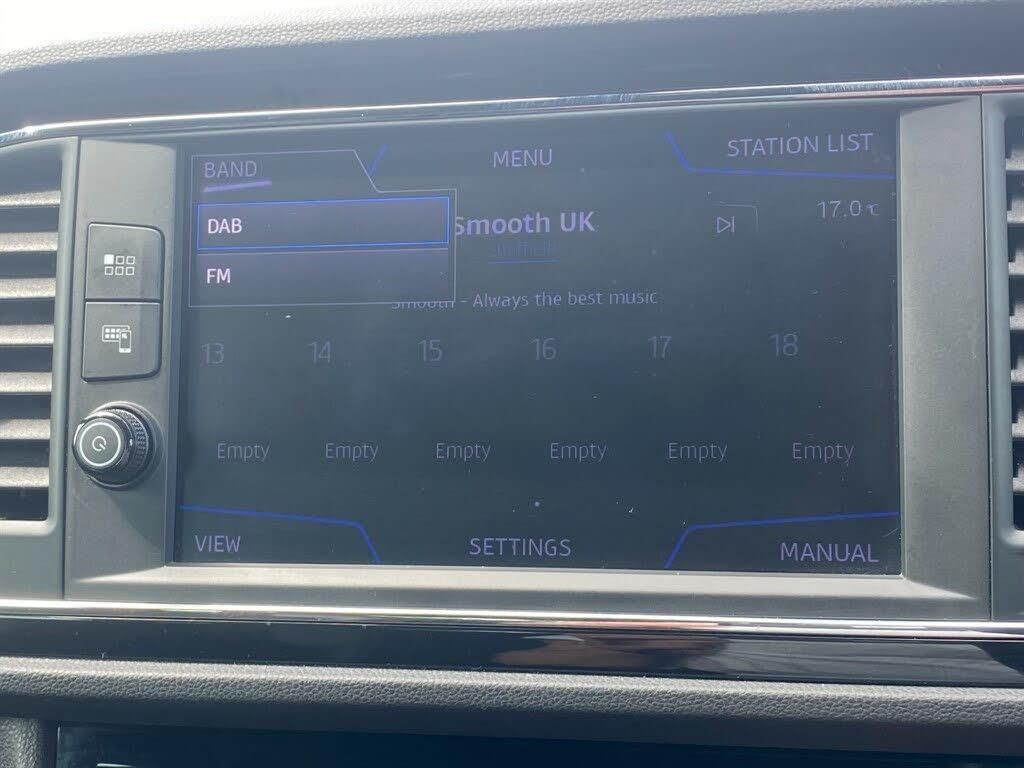 BAND
MENU
STATION LIST
DAB
Smooth UK
17.0°C
FM
Smooth - Always the best music
13 14 15 16 17 18
Empty Empty Empty Empty Empty Empty
VIEW
SETTINGS
MANUAL